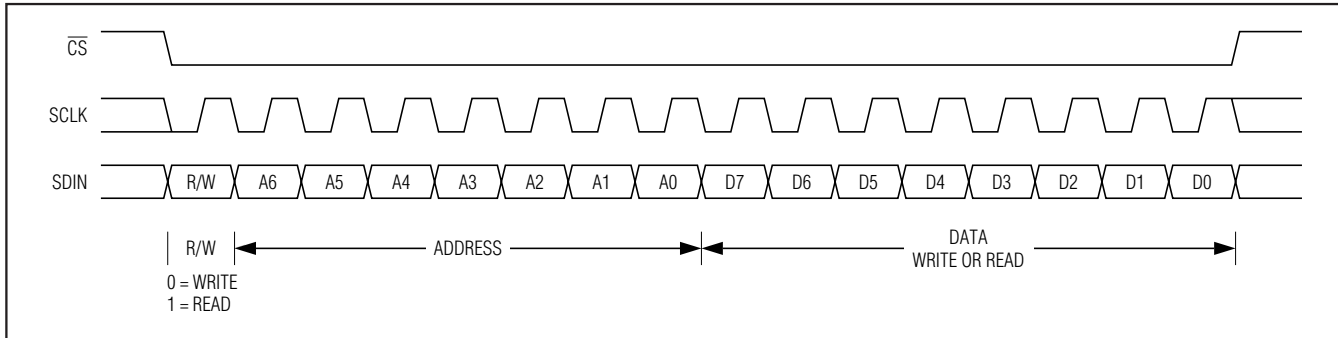 CS
SCLK
SDIN R/W A6 A5 A4 A3 A2 A1 A0 D7 D6 D5 D4 D3 D2 D1 D0
R/W ADDRESS DATA
WRITE OR READ
0 = WRITE
1 = READ